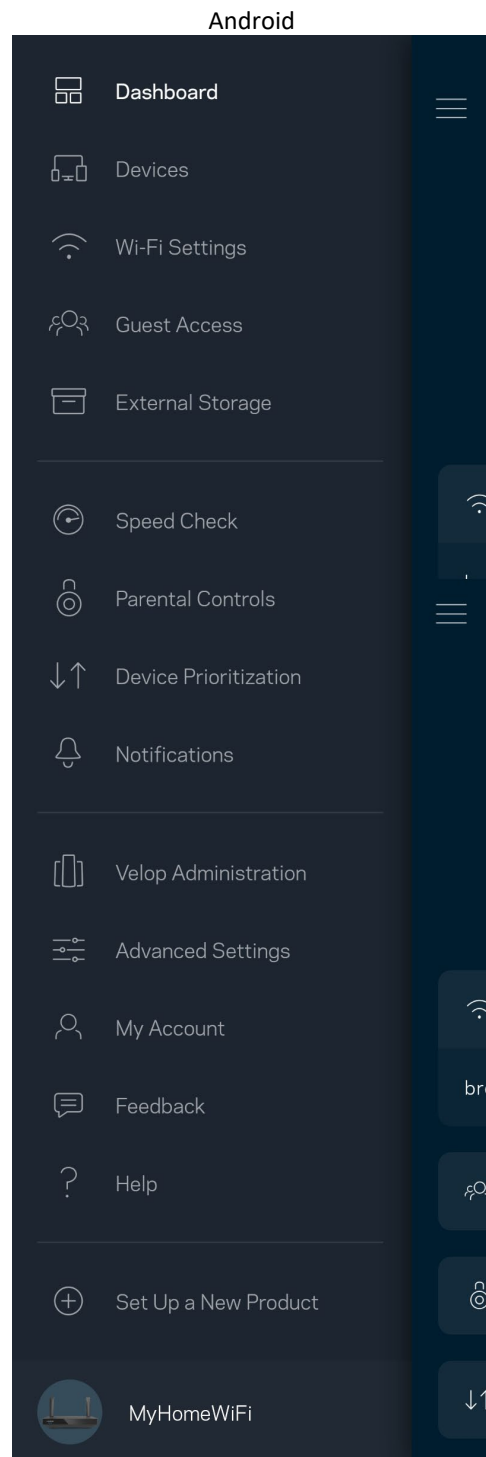 Android
Dashboard
Devices
Wi-Fi Settings
Guest Access
External Storage
Speed Check
Parental Controls
Device Prioritization
Notifications
Velop Administration
Advanced Settings
My Account
Feedback
Help
Set Up a New Product
MyHomeWiFi